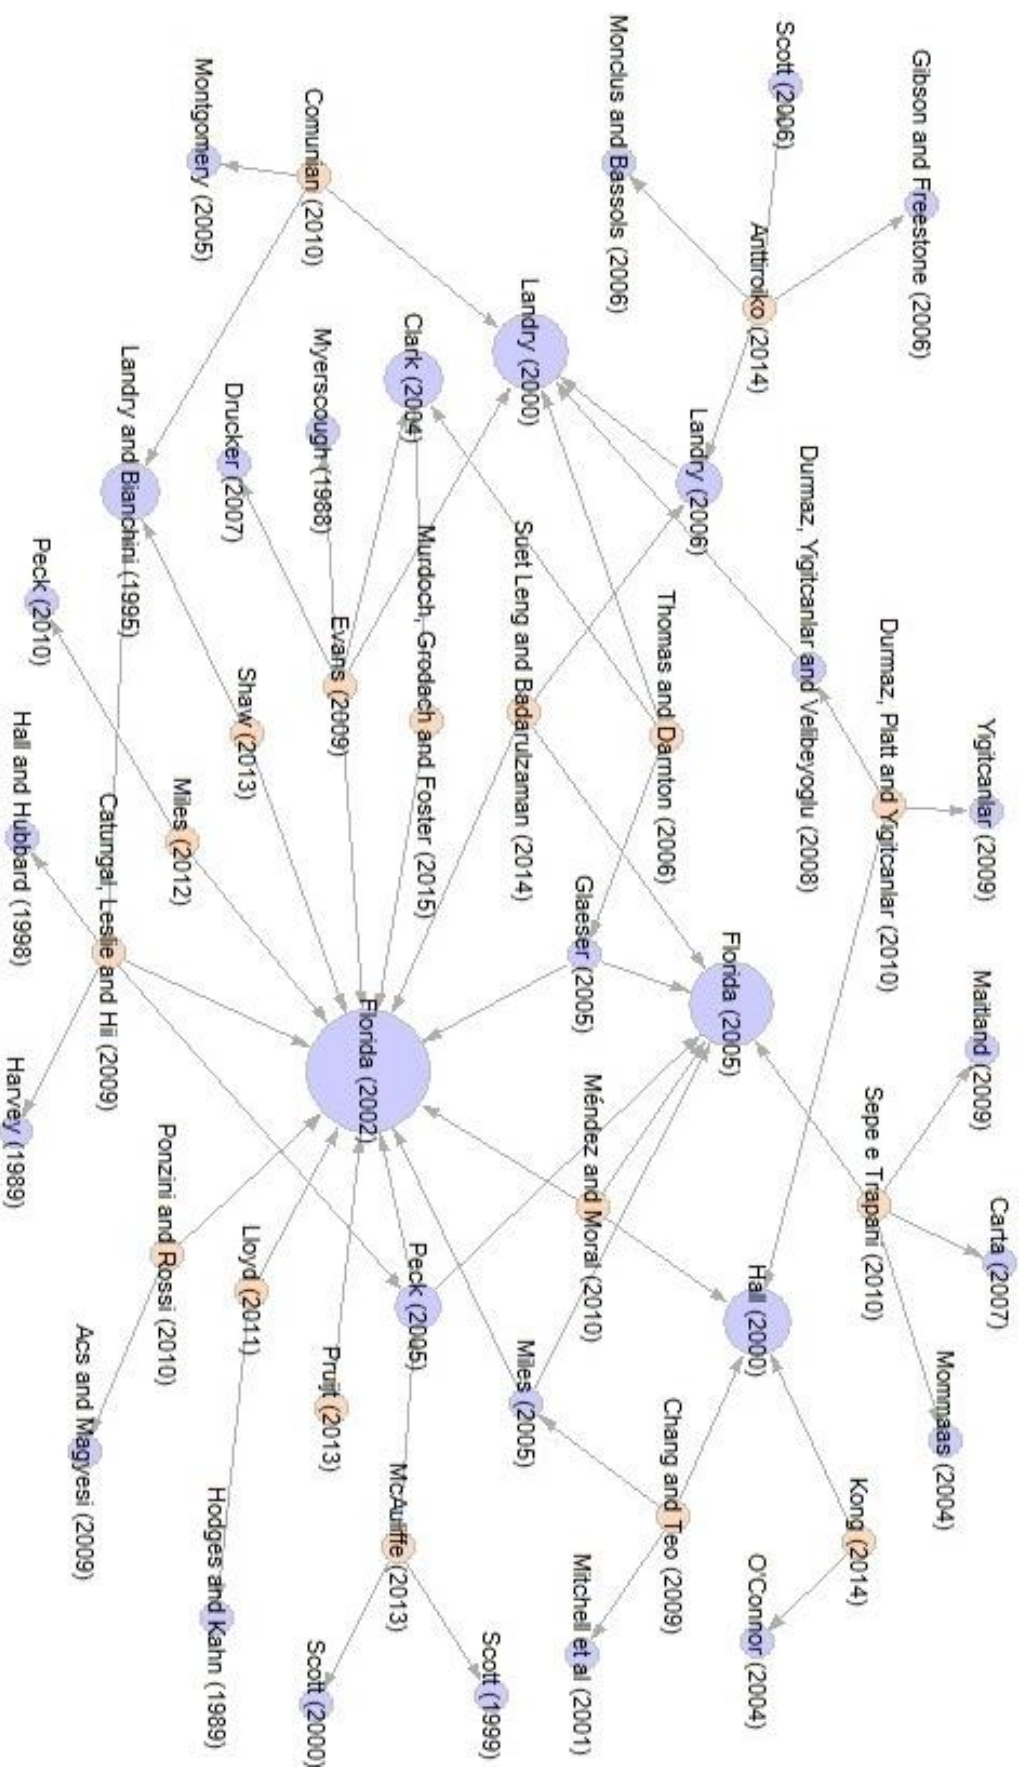 Gibson and Freestone (2006)
Scott (2006)
Monclus and Bassols (2006)
Anttiroiko (2014)
Comunian (2010)
Montgomery (2005)
Landry (2000)
Clark (2004)
Myerscough (1988)
Drucker (2007)
Landry and Bianchini (1995)
Landry (2006)
Durmaz, Yigitcanlar and Velibeyoglu (2008)
Durmaz, Platt and Yigitcanlar (2010)
Yigitcanlar (2009)
Suet Leng and Badarulzaman (2014)
Murdoch, Grodach and Foster (2015)
Thomas and Darnton (2006)
Evans (2009)
Shaw (2013)
Peck (2010)
Miles (2012)
Hall and Hubbard (1998)
Catungal, Leslie and Hii (2009)
Harvey (1989)
Glaeser (2005)
Florida (2005)
Florida (2002)
Maitland (2009)
Sepe e Trapani (2010)
Carta (2007)
Mommaas (2004)
Méndez and Moral (2010)
Hall (2000)
Ponzini and Rossi (2010)
Lloyd (2011)
Peck (2005)
Pruijt (2013)
Miles (2005)
Chang and Teo (2009)
Kong (2014)
O'Connor (2004)
Acs and Magyesi (2009)
Hodges and Kahn (1989)
McAuliffe (2013)
Mitchell et al (2001)
Scott (1999)
Scott (2000)